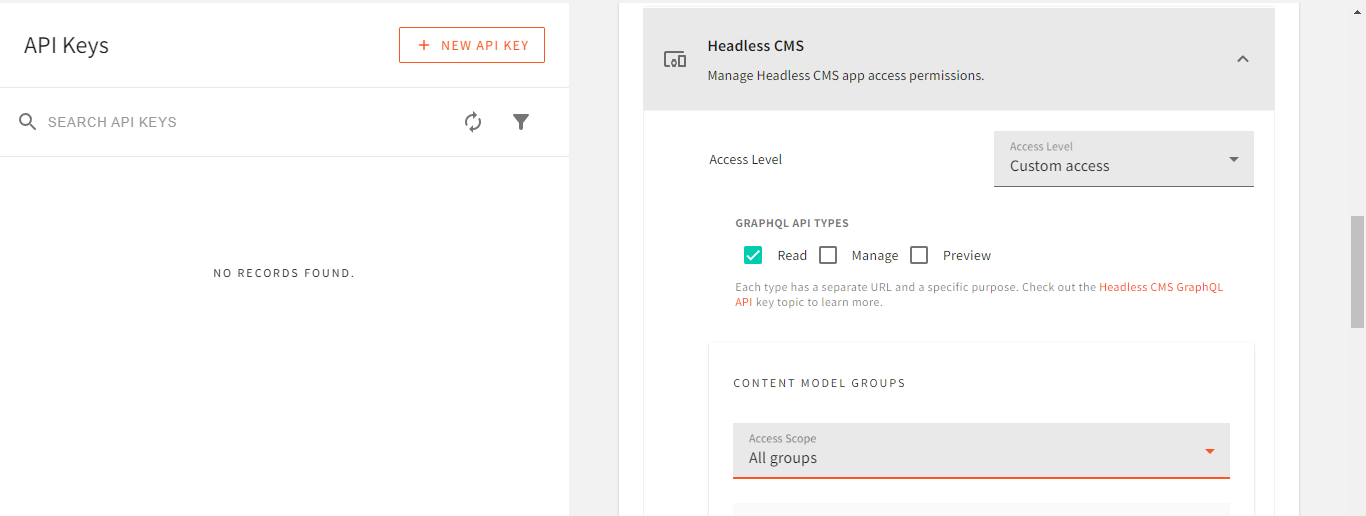 API Keys
+ NEW API KEY
SEARCH API KEYS
NO RECORDS FOUND.
Headless CMS
Manage Headless CMS app access permissions.
Access Level
Access Level
Custom access
GRAPHQL API TYPES
Read Manage Preview
Each type has a separate URL and a specific purpose. Check out the Headless CMS GraphQL
API key topic to learn more.
CONTENT MODEL GROUPS
Access Scope
All groups